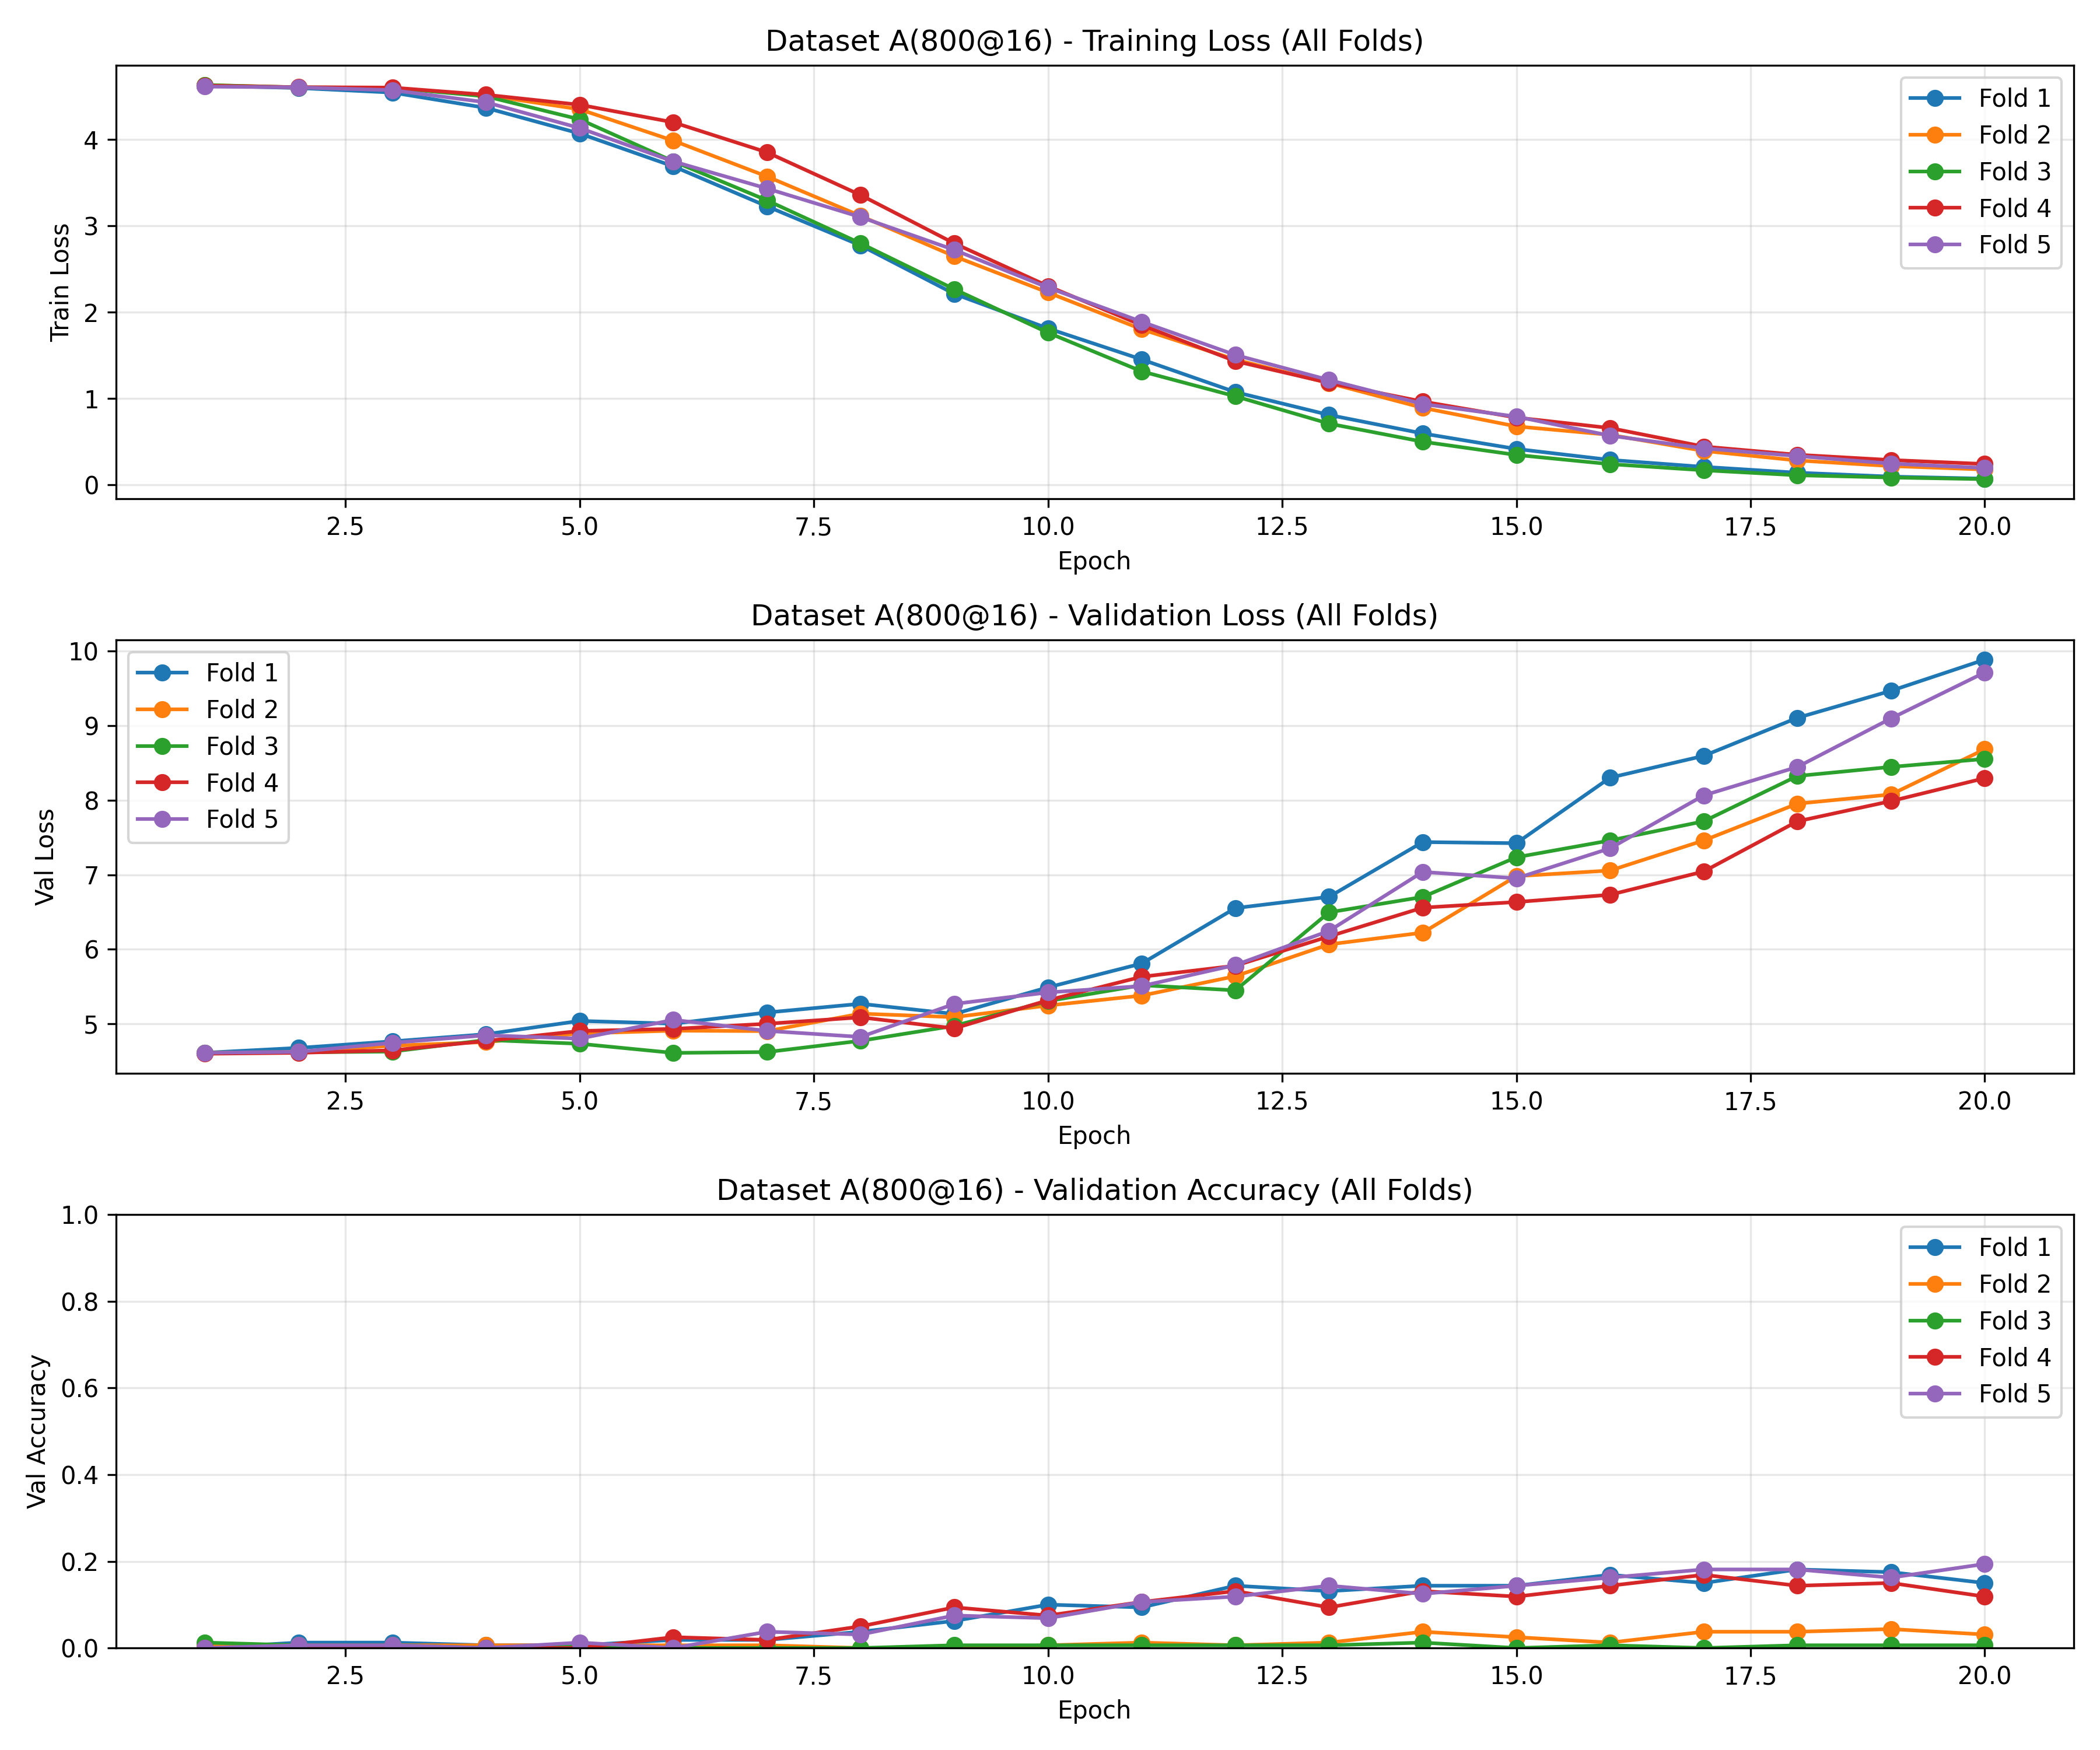 Dataset A(800@16) - Training Loss (All Folds)
Train Loss
4
3
2
1
0
Fold 1
Fold 2
Fold 3
Fold 4
Fold 5
2.5 5.0 7.5 10.0 12.5 15.0 17.5 20.0
Epoch
Dataset A(800@16) - Validation Loss (All Folds)
Val Loss
10
9
8
7
6
5
Fold 1
Fold 2
Fold 3
Fold 4
Fold 5
2.5 5.0 7.5 10.0 12.5 15.0 17.5 20.0
Epoch
Dataset A(800@16) - Validation Accuracy (All Folds)
Val Accuracy
1.0
0.8
0.6
0.4
0.2
0.0
Fold 1
Fold 2
Fold 3
Fold 4
Fold 5
2.5 5.0 7.5 10.0 12.5 15.0 17.5 20.0
Epoch